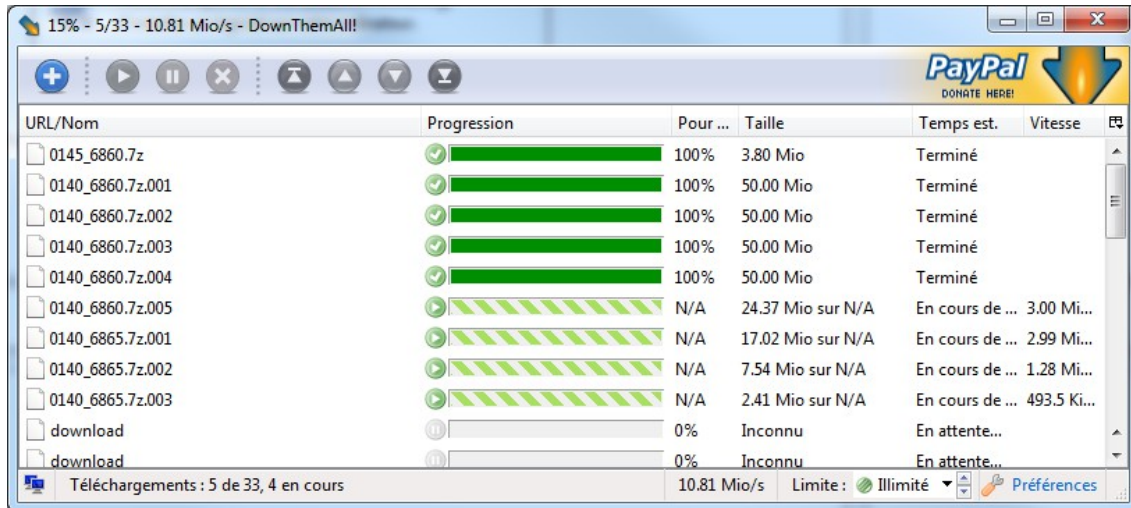 15% - 5/33 - 10.81 Mio/s - DownThemAll!
PayPal
DONATE HERE!
URL/Nom Progression Pour ... Taille Temps est. Vitesse
0145_6860.7z 100% 3.80 Mio Terminé
0140_6860.7z.001 100% 50.00 Mio Terminé
0140_6860.7z.002 100% 50.00 Mio Terminé
0140_6860.7z.003 100% 50.00 Mio Terminé
0140_6860.7z.004 100% 50.00 Mio Terminé
0140_6860.7z.005 N/A 24.37 Mio sur N/A En cours de ... 3.00 Mi...
0140_6865.7z.001 N/A 17.02 Mio sur N/A En cours de ... 2.99 Mi...
0140_6865.7z.002 N/A 7.54 Mio sur N/A En cours de ... 1.28 Mi...
0140_6865.7z.003 N/A 2.41 Mio sur N/A En cours de ... 493.5 Ki...
download 0% Inconnu En attente...
download 0% Inconnu En attente...
Téléchargements : 5 de 33, 4 en cours 10.81 Mio/s Limite : Illimité Préférences